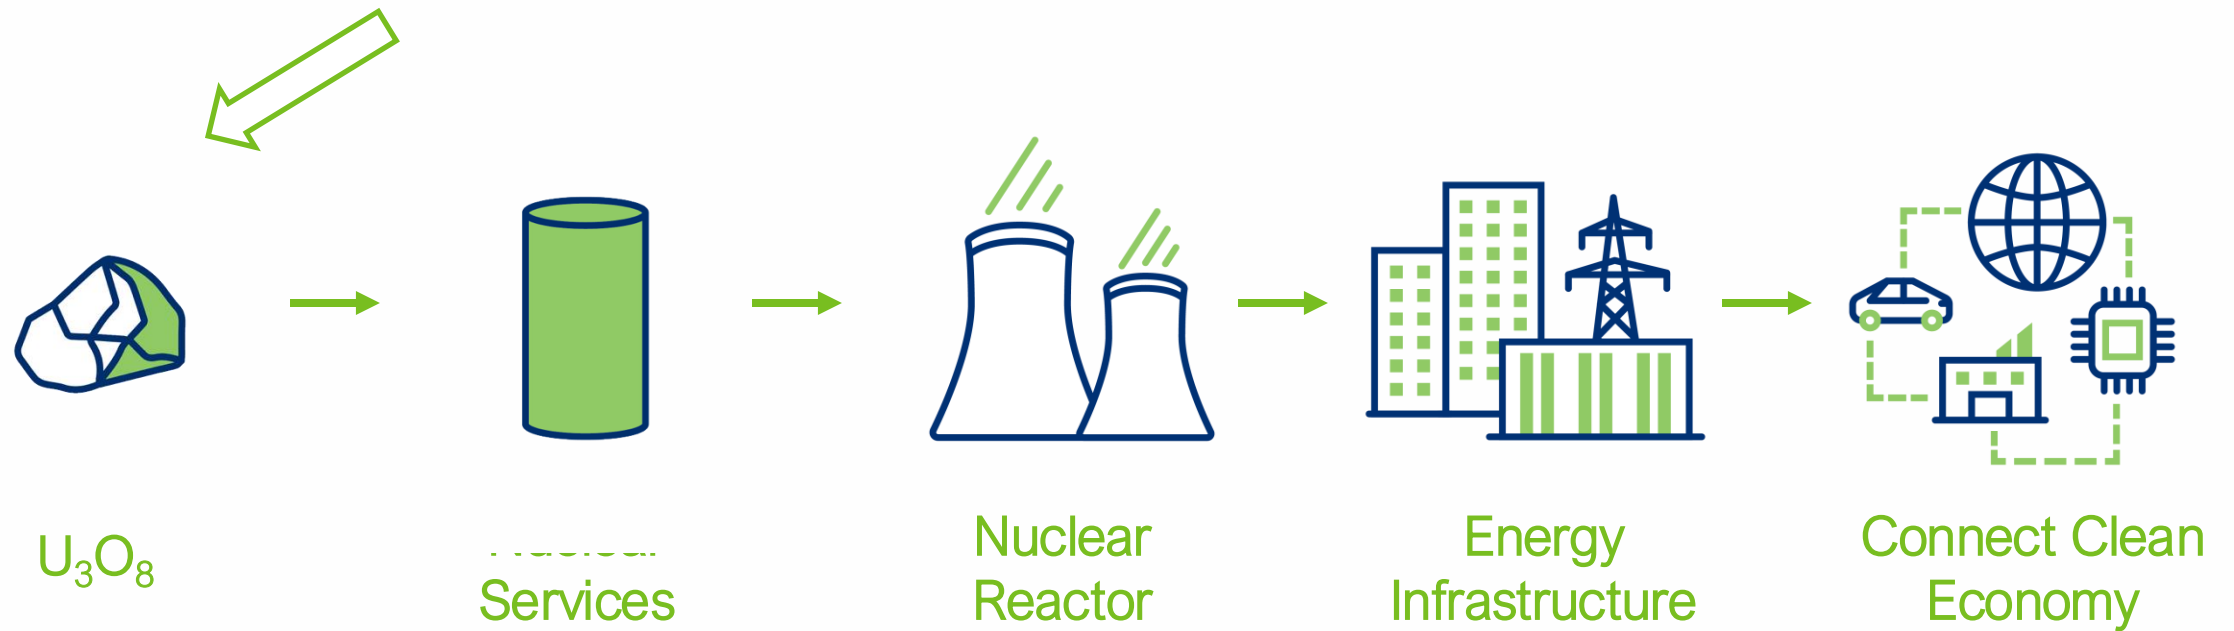 U₃O₈
Services
Nuclear
Reactor
Energy
Infrastructure
Connect Clean
Economy